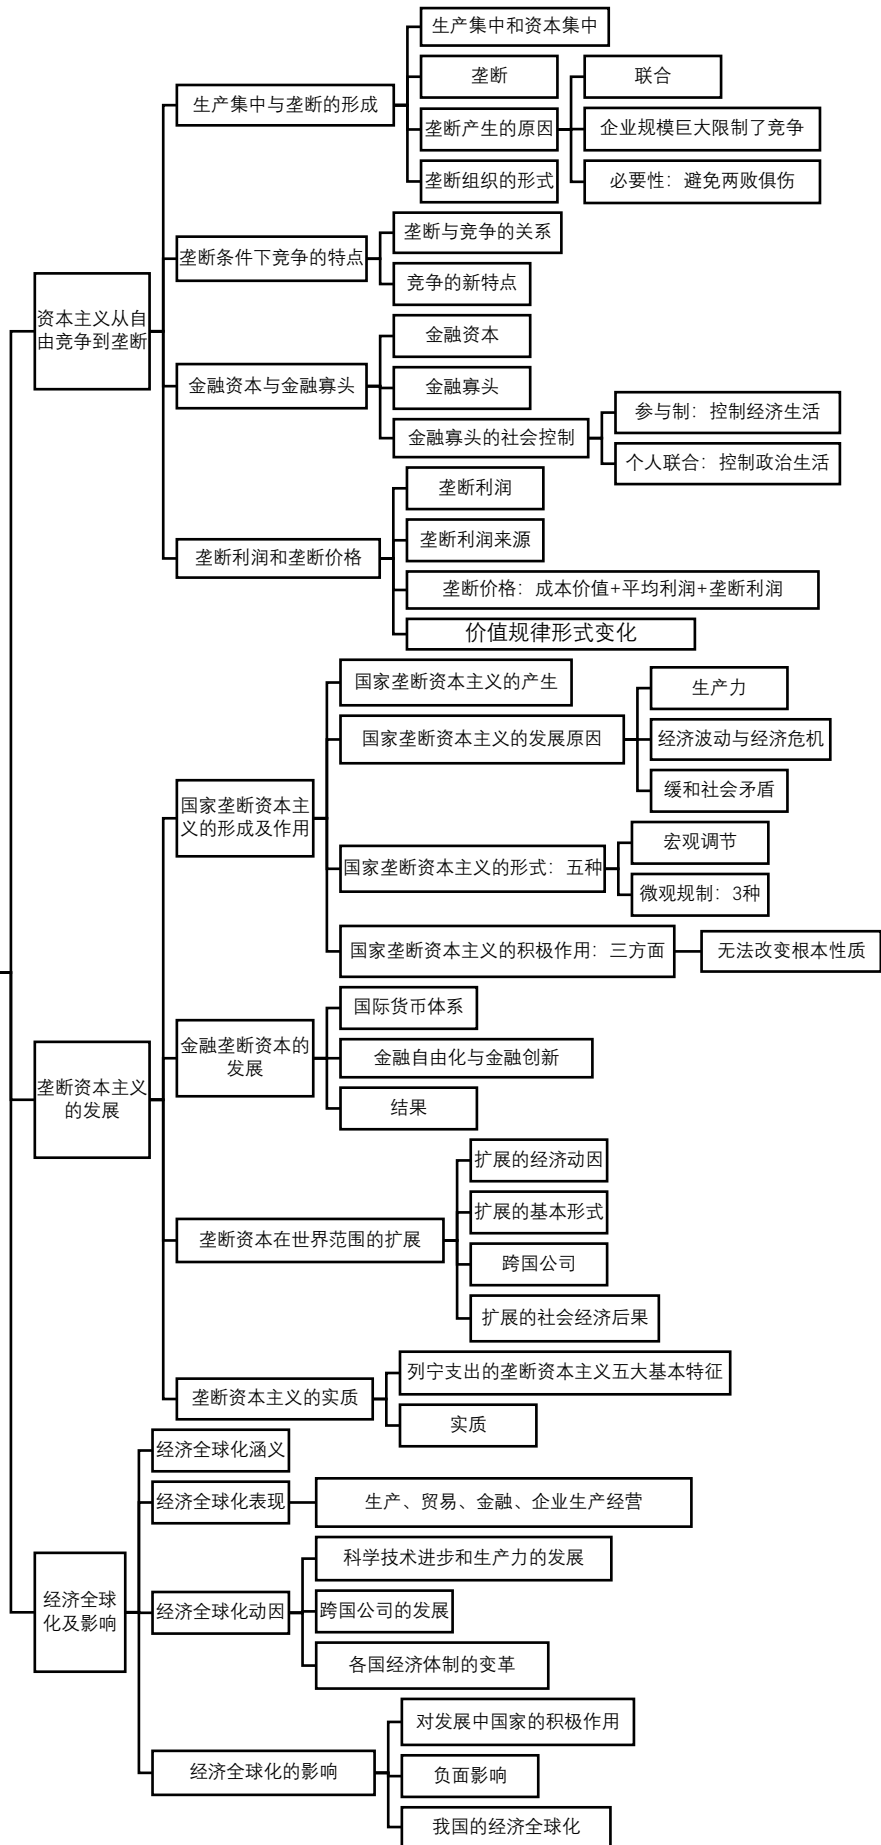 生产集中和资本集中
垄断
联合
生产集中与垄断的形成
垄断产生的原因
企业规模巨大限制了竞争
垄断组织的形式
必要性：避免两败俱伤
垄断与竞争的关系
垄断条件下竞争的特点
竞争的新特点
资本主义从自
由竞争到垄断
金融资本
金融资本与金融寡头
金融寡头
参与制：控制经济生活
金融寡头的社会控制
个人联合：控制政治生活
垄断利润
垄断利润来源
垄断利润和垄断价格
垄断价格：成本价值+平均利润+垄断利润
价值规律形式变化
国家垄断资本主义的产生
生产力
国家垄断资本主义的发展原因
经济波动与经济危机
缓和社会矛盾
国家垄断资本主
义的形成及作用
宏观调节
国家垄断资本主义的形式：五种
微观规制：3种
国家垄断资本主义的积极作用：三方面
无法改变根本性质
国际货币体系
金融垄断资本的
发展
金融自由化与金融创新
垄断资本主义
的发展
结果
扩展的经济动因
扩展的基本形式
垄断资本在世界范围的扩展
跨国公司
扩展的社会经济后果
列宁支出的垄断资本主义五大基本特征
垄断资本主义的实质
实质
经济全球化涵义
经济全球化表现
生产、贸易、金融、企业生产经营
科学技术进步和生产力的发展
经济全球
化及影响
经济全球化动因
跨国公司的发展
各国经济体制的变革
对发展中国家的积极作用
经济全球化的影响
负面影响
我国的经济全球化